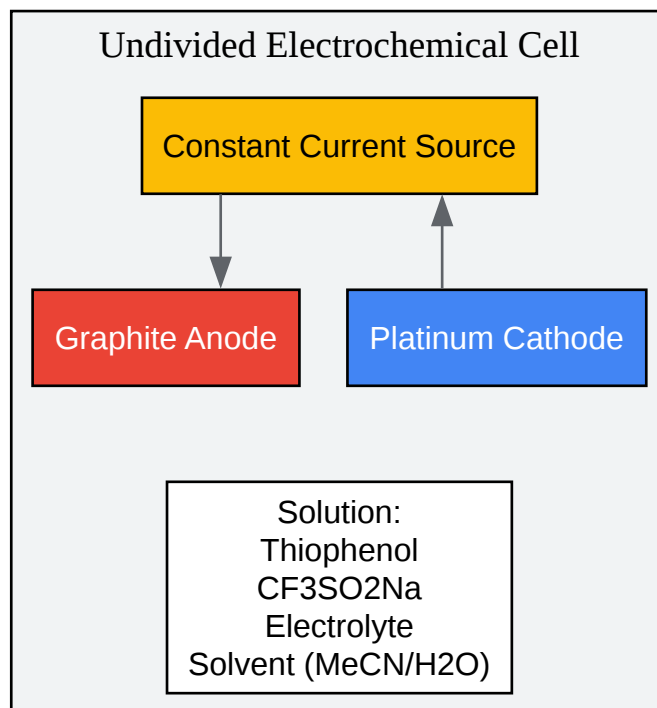 Undivided Electrochemical Cell
Constant Current Source
Graphite Anode
Platinum Cathode
Solution:
Thiophenol
CF3SO2Na
Electrolyte
Solvent (MeCN/H2O)